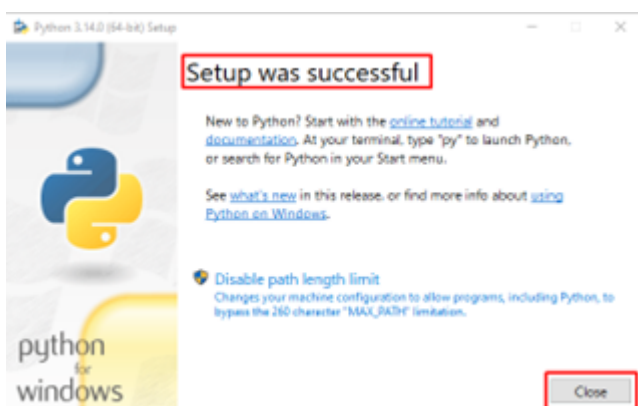 Python 3.14.0 (64-bit) Setup
Setup was successful
New to Python? Start with the online tutorial and
documentation. At your terminal, type "py" to launch Python,
or search for Python in your Start menu.
See what's new in this release, or find more info about using
Python on Windows.
Disable path length limit
Changes your machine configuration to allow programs, including Python, to
bypass the 260 character "MAX_PATH" limitation.
python
for
windows
Close